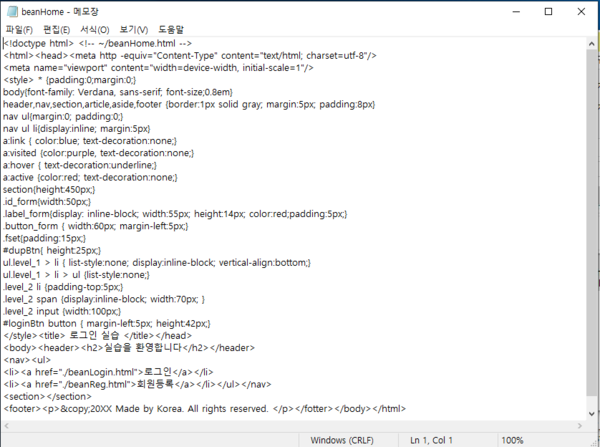 beanHome - 메모장
파일(F) 편집(E) 서식(O) 보기(V) 도움말
<!doctype html> <!-- ~/beanHome.html -->
<html><head><meta http -equiv="Content-Type" content="text/html; charset=utf-8"/>
<meta name="viewport" content="width=device-width, initial-scale=1"/>
<style> * {padding:0;margin:0;}
body{font-family: Verdana, sans-serif; font-size;0.8em}
header,nav,section,article,aside,footer {border:1px solid gray; margin:5px; padding:8px}
nav ul{margin:0; padding:0;}
nav ul li{display:inline; margin:5px}
a:link { color:blue; text-decoration:none;}
a:visited {color:purple, text-decoration:none;}
a:hover { text-decoration:underline;}
a:active {color:red; text-decoration:none;}
section{height:450px;}
.id_form{width:50px;}
.label_form{display: inline-block; width:55px; height:14px; color:red;padding:5px;}
.button_form { width:60px; margin-left:5px;}
.fset{padding:15px;}
#dupBtn{ height:25px;}
ul.level_1 > li { list-style:none; display:inline-block; vertical-align:bottom;}
ul.level_1 > li > ul {list-style:none;}
.level_2 li {padding-top:5px;}
.level_2 span {display:inline-block; width:70px; }
.level_2 input {width:100px;}
#loginBtn button { margin-left:5px; height:42px;}
</style><title> 로그인 실습 </title></head>
<body><header><h2>실습을 환영합니다</h2></header>
<nav><ul>
<li><a href="./beanLogin.html">로그인</a></li>
<li><a href="./beanReg.html">회원등록</a></li></ul></nav>
<section></section>
<footer><p>&copy;20XX Made by Korea. All rights reserved. </p></fotter></body></html>
Windows (CRLF) Ln 1, Col 1 100%